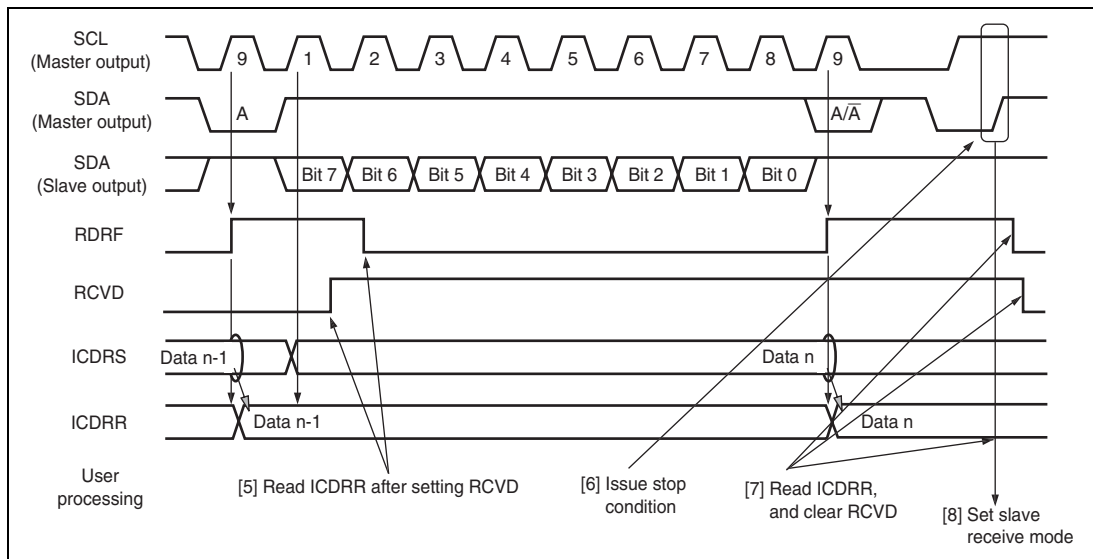 SCL
(Master output)
9 1 2 3 4 5 6 7 8 9
SDA
(Master output)
A A/A̅
SDA
(Slave output)
Bit 7 Bit 6 Bit 5 Bit 4 Bit 3 Bit 2 Bit 1 Bit 0
RDRF
RCVD
ICDRS
Data n-1 Data n
ICDRR
Data n-1 Data n
User
processing
[5] Read ICDRR after setting RCVD
[6] Issue stop
condition
[7] Read ICDRR,
and clear RCVD
[8] Set slave
receive mode